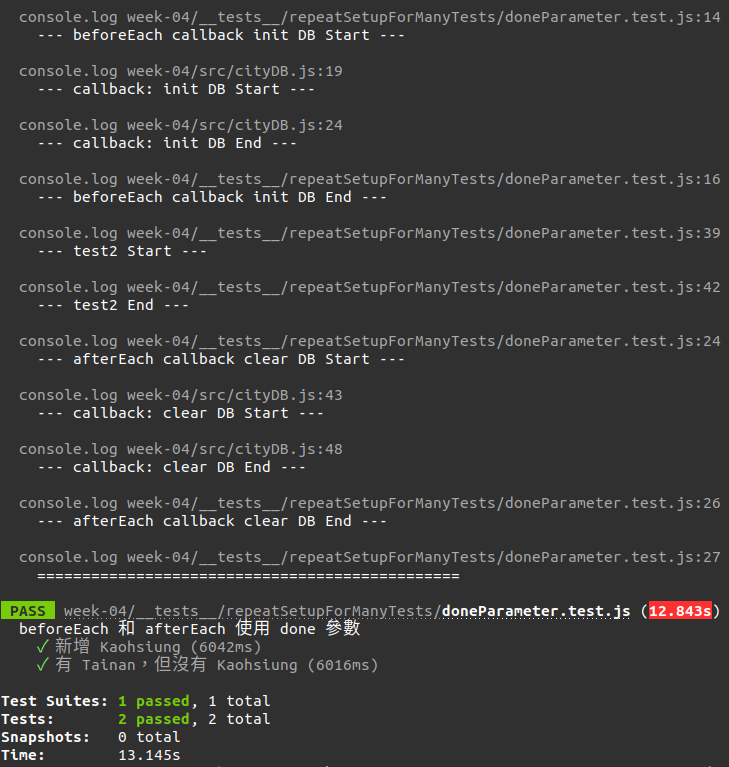 console.log week-04/__tests__/repeatSetupForManyTests/doneParameter.test.js:14
--- beforeEach callback init DB Start ---
console.log week-04/src/cityDB.js:19
--- callback: init DB Start ---
console.log week-04/src/cityDB.js:24
--- callback: init DB End ---
console.log week-04/__tests__/repeatSetupForManyTests/doneParameter.test.js:16
--- beforeEach callback init DB End ---
console.log week-04/__tests__/repeatSetupForManyTests/doneParameter.test.js:39
--- test2 Start ---
console.log week-04/__tests__/repeatSetupForManyTests/doneParameter.test.js:42
--- test2 End ---
console.log week-04/__tests__/repeatSetupForManyTests/doneParameter.test.js:24
--- afterEach callback clear DB Start ---
console.log week-04/src/cityDB.js:43
--- callback: clear DB Start ---
console.log week-04/src/cityDB.js:48
--- callback: clear DB End ---
console.log week-04/__tests__/repeatSetupForManyTests/doneParameter.test.js:26
--- afterEach callback clear DB End ---
console.log week-04/__tests__/repeatSetupForManyTests/doneParameter.test.js:27
===============================================
PASS week-04/__tests__/repeatSetupForManyTests/doneParameter.test.js (12.843s)
beforeEach 和 afterEach 使用 done 參數
✓ 新增 Kaohsiung (6042ms)
✓ 有 Tainan，但沒有 Kaohsiung (6016ms)
Test Suites: 1 passed, 1 total
Tests: 2 passed, 2 total
Snapshots: 0 total
Time: 13.145s